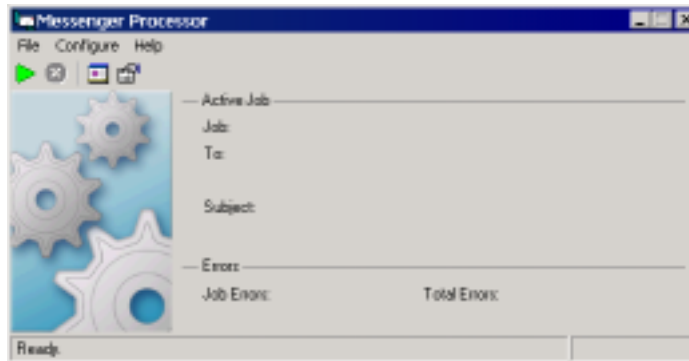 Messenger Processor
File Configure Help
Active Job
Job:
To:
Subject:
Errors
Job Errors: Total Errors:
Ready.